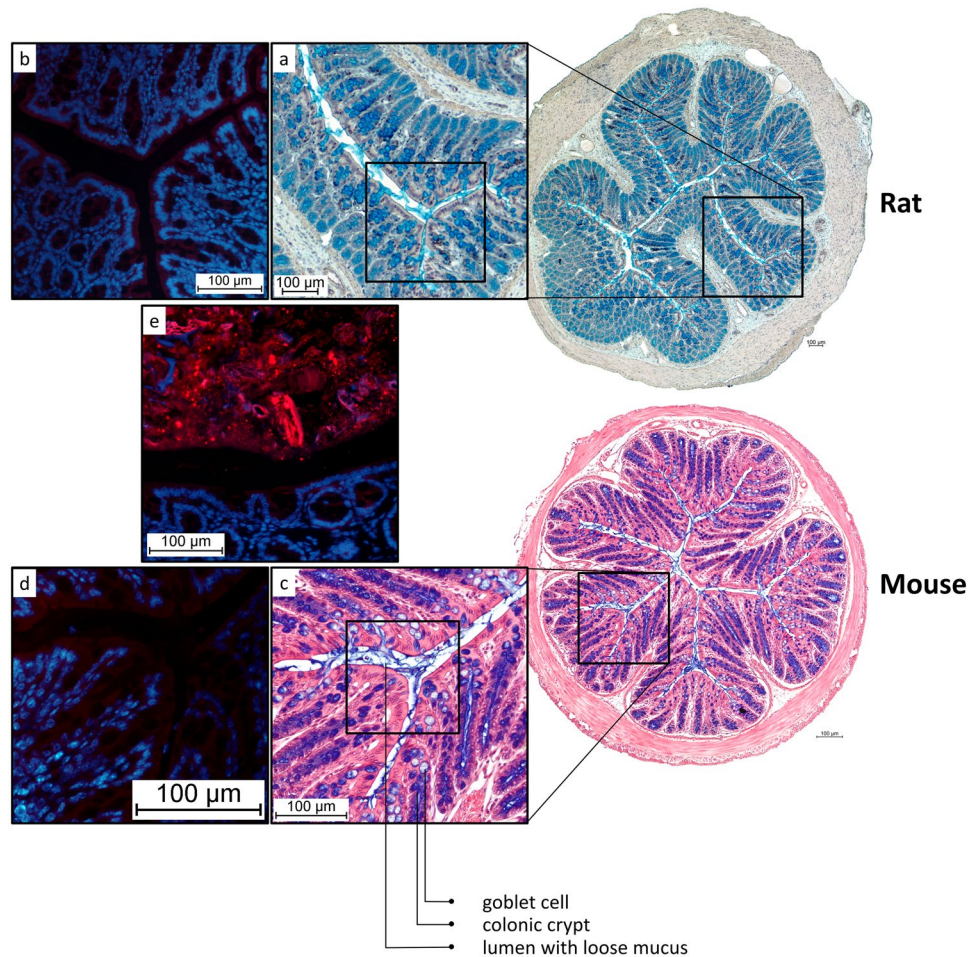 b
a
100 µm
100 µm
Rat
100 µm
e
100 µm
Mouse
d
c
100 µm
100 µm
100 µm
goblet cell
colonic crypt
lumen with loose mucus